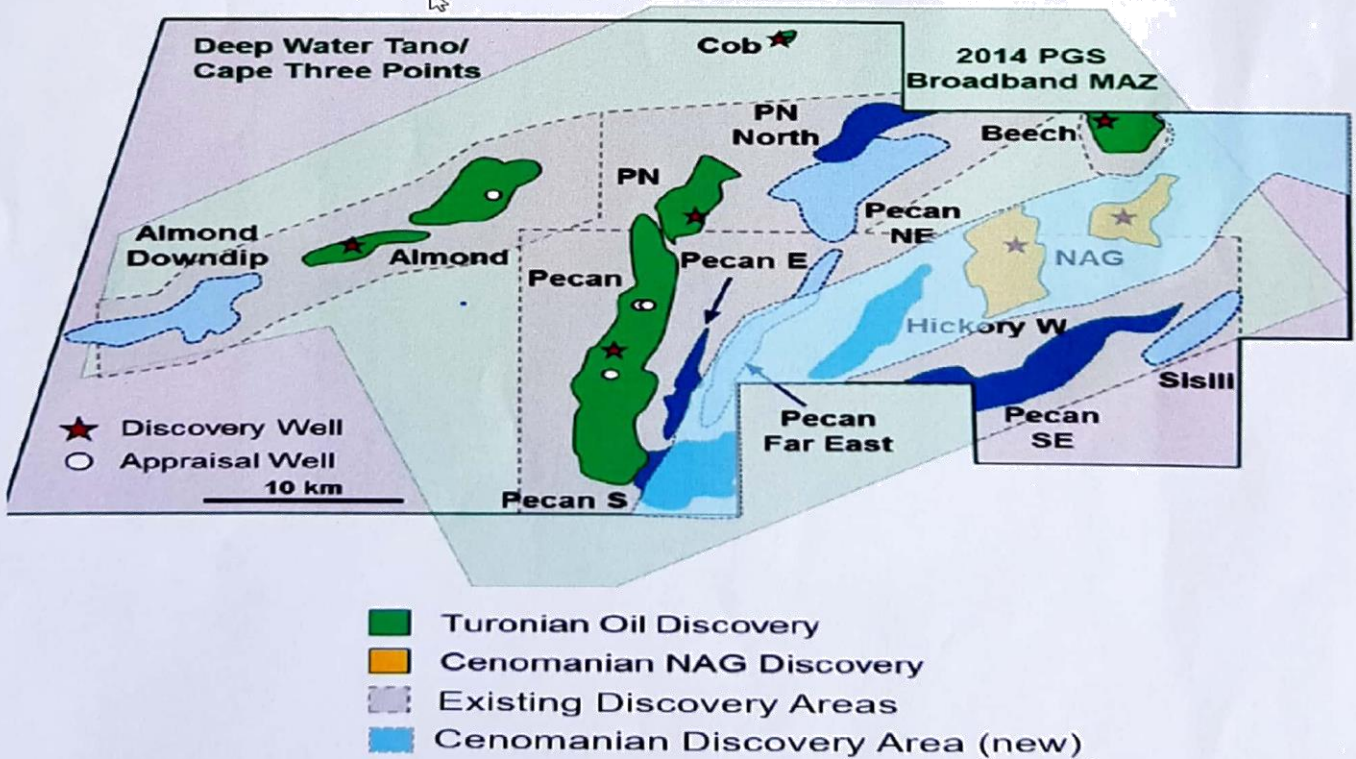 Deep Water Tano/
Cape Three Points
Cob
2014 PGS
Broadband MAZ
PN
North
Beech
PN
Pecan
NE
Almond
Downdip
Almond
Pecan
Pecan E
NAG
Hickory W
SIsIII
Discovery Well
Appraisal Well
10 km
Pecan
Far East
Pecan
SE
Pecan S
Turonian Oil Discovery
Cenomanian NAG Discovery
Existing Discovery Areas
Cenomanian Discovery Area (new)